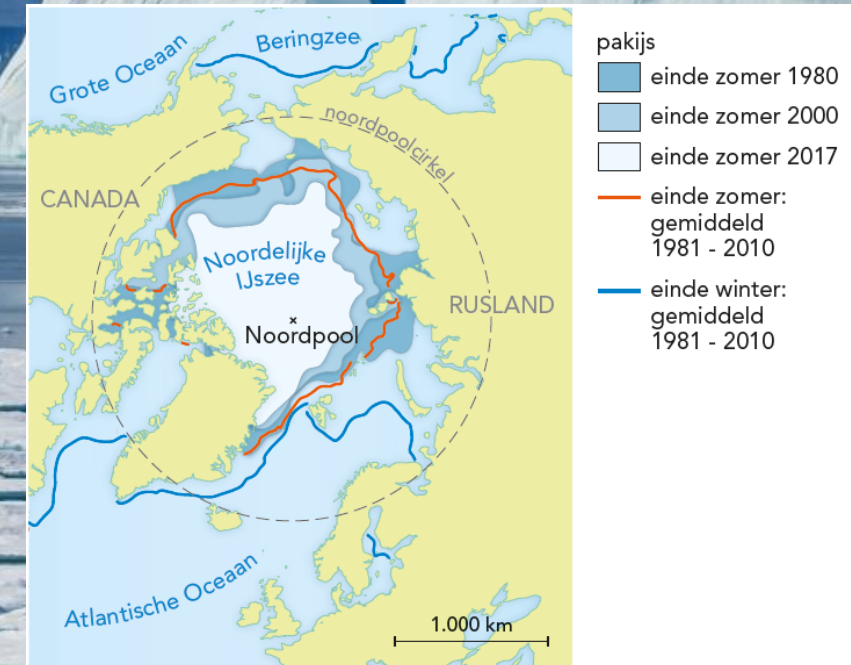 Grote Oceaan
Beringzee
noordpoolcirkel
CANADA
Noordelijke
IJszee
Noordpool
RUSLAND
Atlantische Oceaan
1.000 km
pakijs
einde zomer 1980
einde zomer 2000
einde zomer 2017
einde zomer:
gemiddeld
1981 - 2010
einde winter:
gemiddeld
1981 - 2010